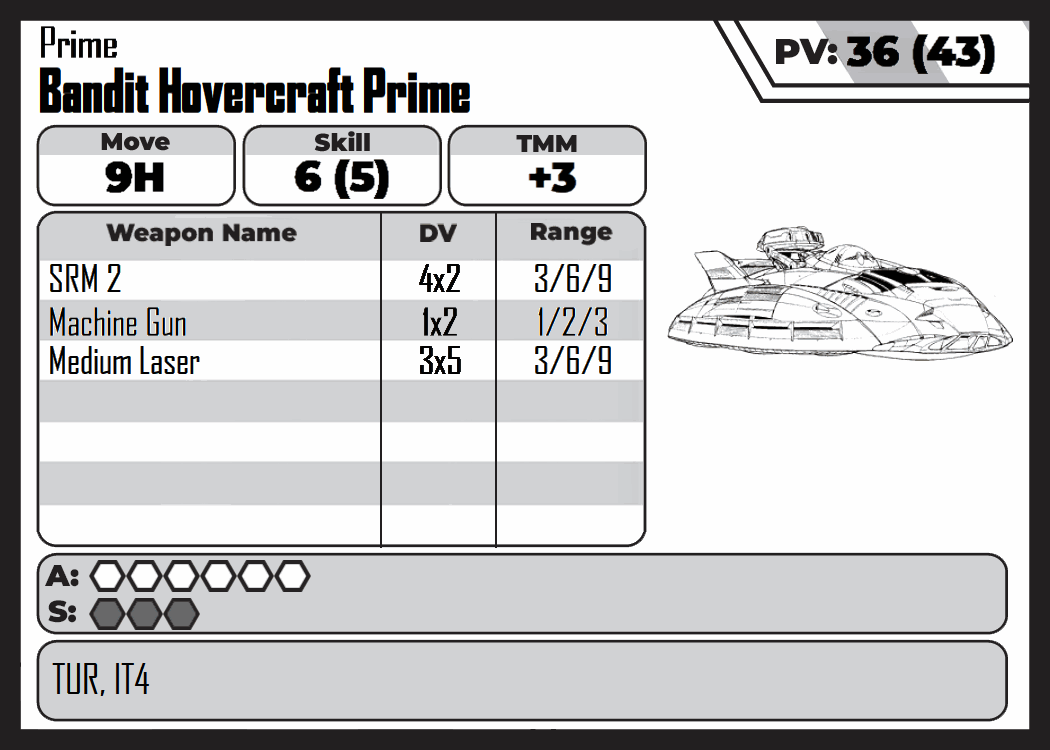 Prime
Bandit Hovercraft Prime
PV: 36 (43)
Move Skill TMM
9H 6 (5) +3
Weapon Name DV Range
SRM 2 4x2 3/6/9
Machine Gun 1x2 1/2/3
Medium Laser 3x5 3/6/9
A:
S:
TUR, IT4